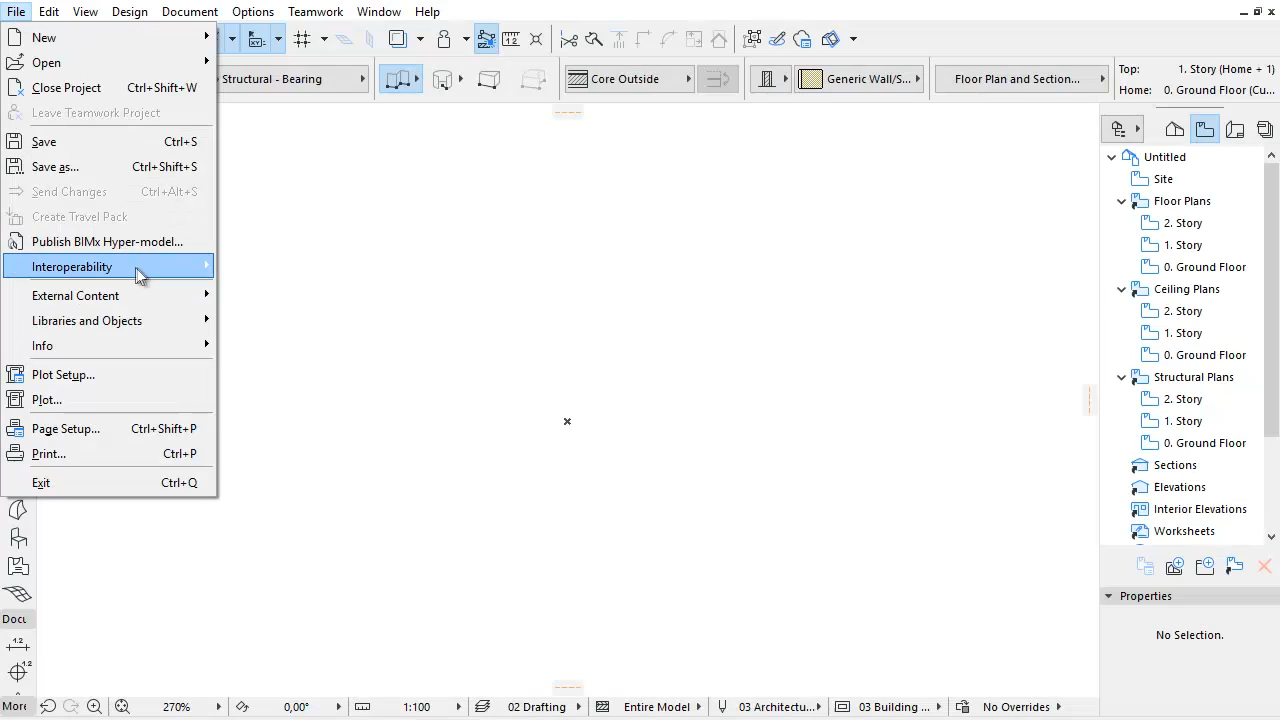 File Edit View Design Document Options Teamwork Window Help
New
Open
Close Project Ctrl+Shift+W
Leave Teamwork Project
Save Ctrl+S
Save as... Ctrl+Shift+S
Send Changes Ctrl+Alt+S
Create Travel Pack
Publish BIMx Hyper-model...
Interoperability
External Content
Libraries and Objects
Info
Plot Setup...
Plot...
Page Setup... Ctrl+Shift+P
Print... Ctrl+P
Exit Ctrl+Q
Structural - Bearing
Core Outside
Generic Wall/S...
Floor Plan and Section...
Top: 1. Story (Home + 1)
Home: 0. Ground Floor (Cu...
Untitled
Site
Floor Plans
2. Story
1. Story
0. Ground Floor
Ceiling Plans
2. Story
1. Story
0. Ground Floor
Structural Plans
2. Story
1. Story
0. Ground Floor
Sections
Elevations
Interior Elevations
Worksheets
Properties
No Selection.
Docu
1.2
1.2
More
270% 0,00° 1:100 02 Drafting Entire Model 03 Architectu... 03 Building ... No Overrides